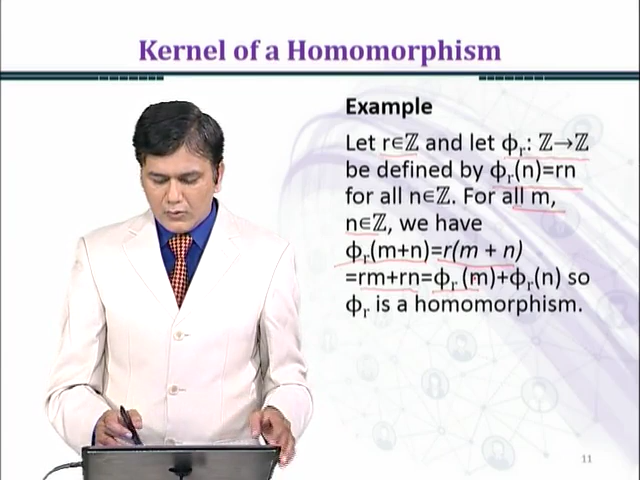 Kernel of a Homomorphism
Example
Let r∈ℤ and let ϕᵣ: ℤ→ℤ
be defined by ϕᵣ(n)=rn
for all n∈ℤ. For all m,
n∈ℤ, we have
ϕᵣ(m+n)=r(m + n)
=rm+rn=ϕᵣ (m)+ϕᵣ(n) so
ϕᵣ is a homomorphism.
11